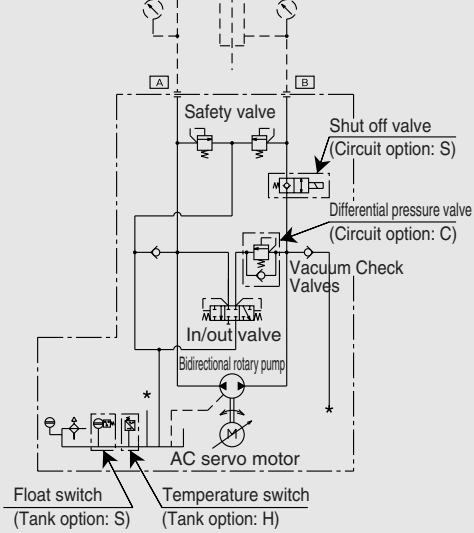 A
B
Safety valve
Shut off valve
(Circuit option: S)
Differential pressure valve
(Circuit option: C)
Vacuum Check
Valves
In/out valve
Bidirectional rotary pump
*
*
M
AC servo motor
Float switch
(Tank option: S)
Temperature switch
(Tank option: H)